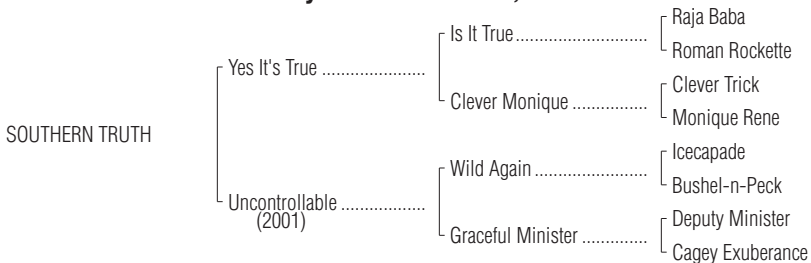 Raja Baba
Is It True............................
Roman Rockette
Yes It's True ......................
Clever Trick
Clever Monique ................
Monique Rene
SOUTHERN TRUTH
Icecapade
Wild Again ........................
Bushel-n-Peck
Uncontrollable ..................
(2001)
Deputy Minister
Graceful Minister ..............
Cagey Exuberance